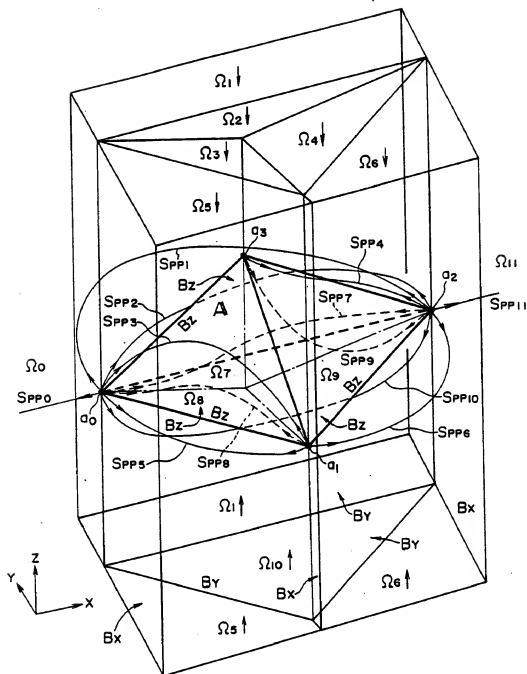 Ω1↓
Ω2↓
Ω3↓
Ω4↓
Ω6↓
Ω5↓
a3
SPP1
SPP4
Ω11
BZ
SPP2
a2
SPP7
SPP3
BZ
A
SPP11
Ω0
SPP9
Ω7
Ω9
BZ
SPP0
Ω8
SPP10
a0
BZ
BZ
BZ
SPP6
SPP8
a1
SPP5
Ω1↑
BY
BX
BY
Z
Y
X
Ω10↑
BY
BX
Ω6↑
BX
Ω5↑